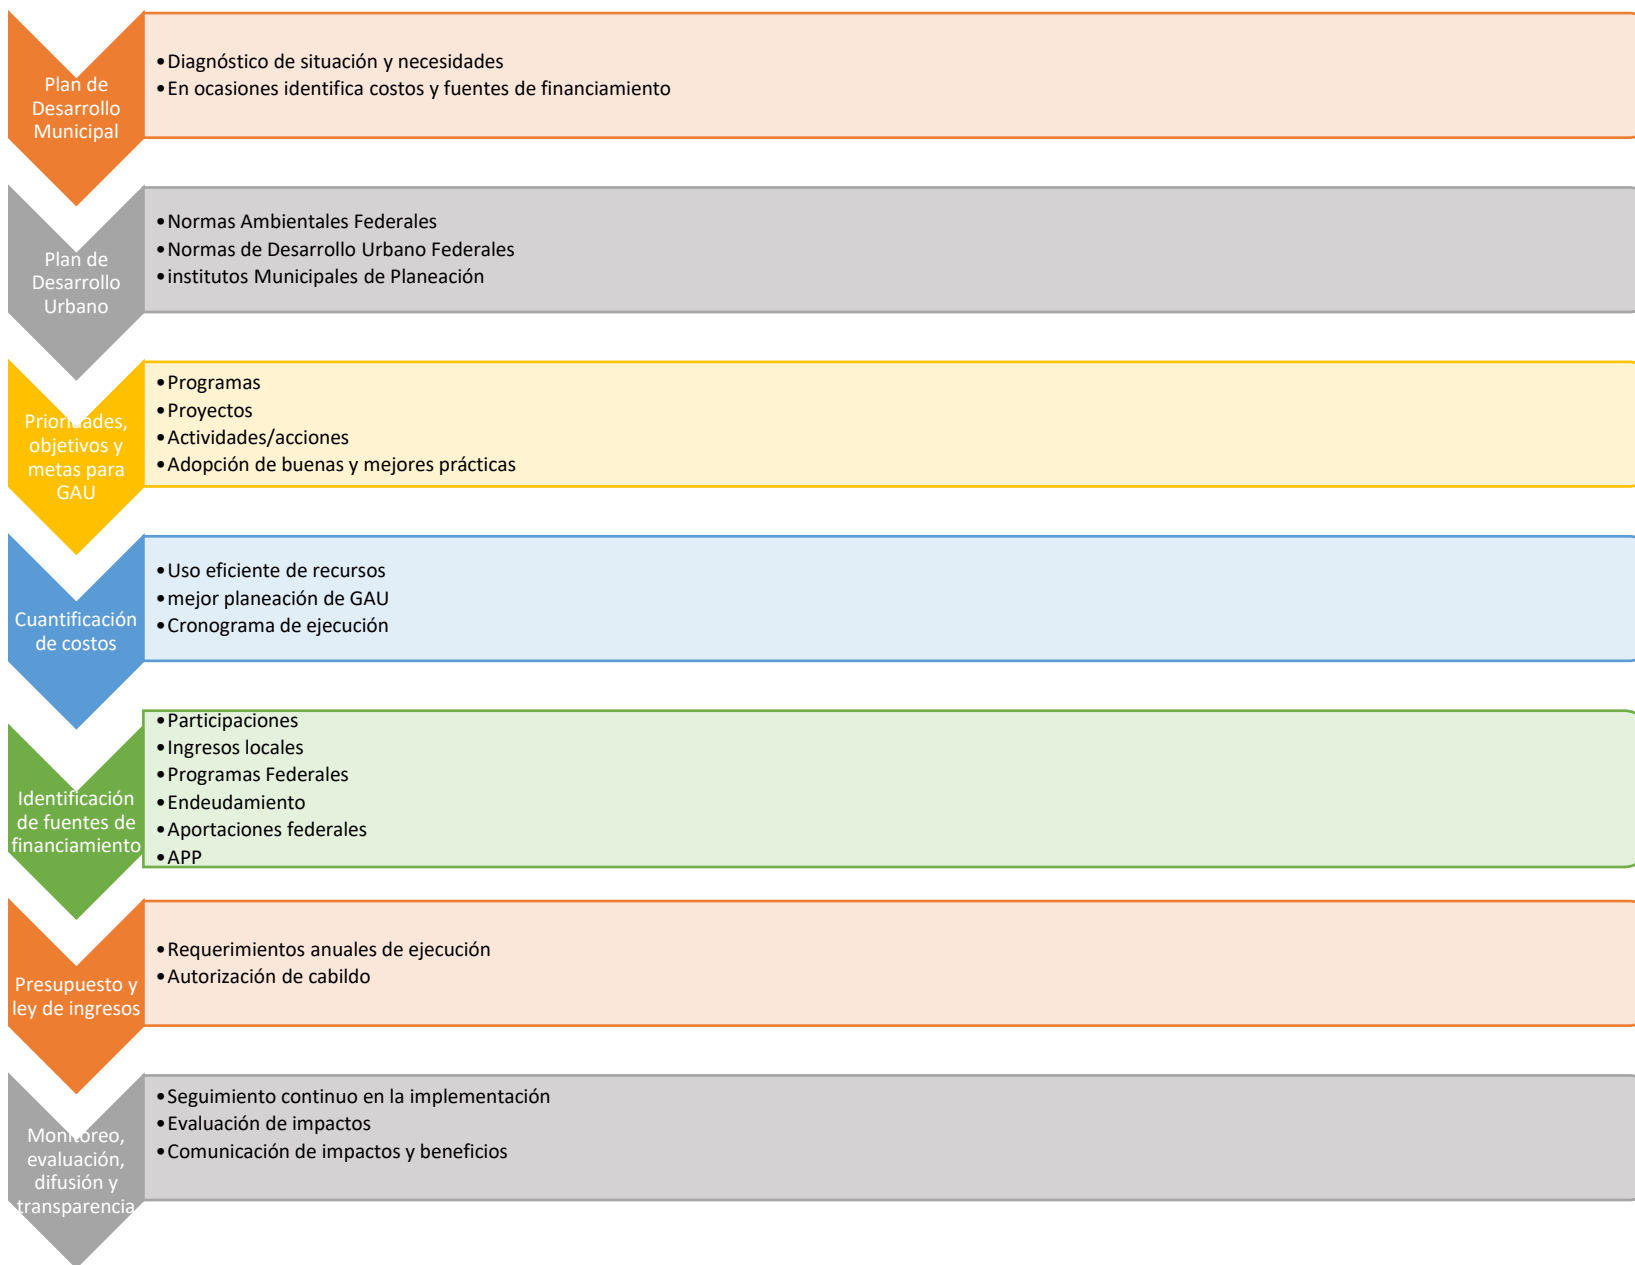 Plan de
Desarrollo
Municipal
•Diagnóstico de situación y necesidades
•En ocasiones identifica costos y fuentes de financiamiento
Plan de
Desarrollo
Urbano
•Normas Ambientales Federales
•Normas de Desarrollo Urbano Federales
•institutos Municipales de Planeación
Prioridades,
objetivos y
metas para
GAU
•Programas
•Proyectos
•Actividades/acciones
•Adopción de buenas y mejores prácticas
Cuantificación
de costos
•Uso eficiente de recursos
•mejor planeación de GAU
•Cronograma de ejecución
Identificación
de fuentes de
financiamiento
•Participaciones
•Ingresos locales
•Programas Federales
•Endeudamiento
•Aportaciones federales
•APP
Presupuesto y
ley de ingresos
•Requerimientos anuales de ejecución
•Autorización de cabildo
Monitoreo,
evaluación,
difusión y
transparencia
•Seguimiento continuo en la implementación
•Evaluación de impactos
•Comunicación de impactos y beneficios